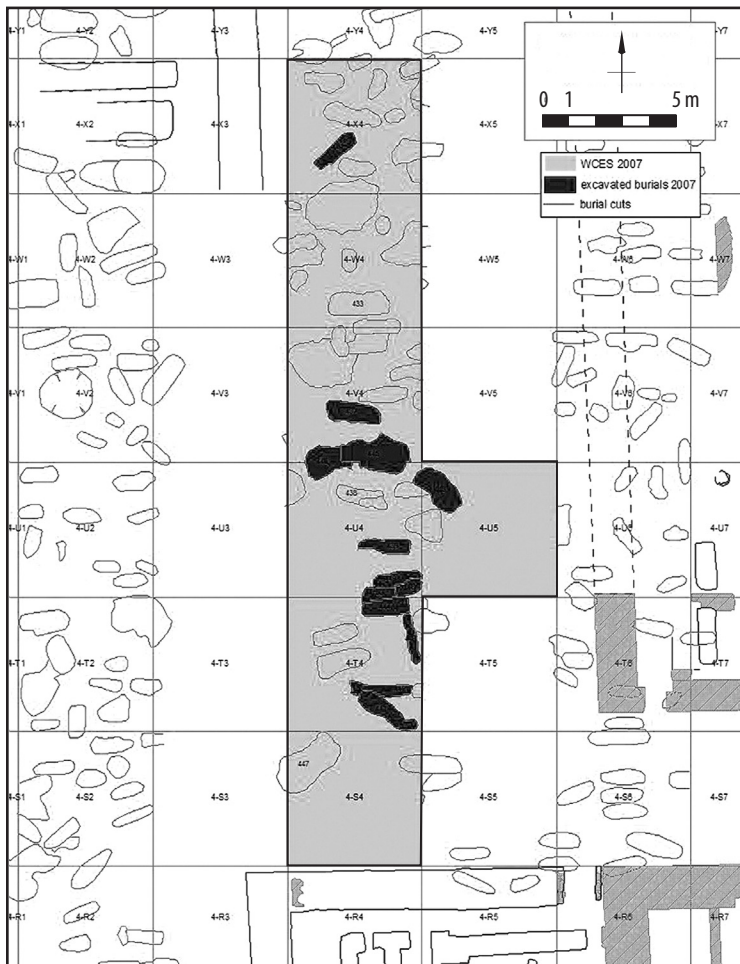 4-Y1 4-Y2 4-Y3 4-Y4 4-Y5 -Y7
0 1 5 m
4-X1 4-X2 4-X3 4-X4 4-X5 4-X7
WCES 2007
excavated burials 2007
burial cuts
4-W1 4-W2 4-W3 4-W4 4-W5 4-W6 4-W7
433
4-V1 4-V2 4-V3 4-V4 4-V5 4-V6 4-V7
435
4-U1 4-U2 4-U3 4-U4 4-U5 4-U6 4-U7
4-T1 4-T2 4-T3 4-T4 4-T5 4-T6 4-T7
447
4-S1 4-S2 4-S3 4-S4 4-S5 4-S6 4-S7
4-R1 4-R2 4-R3 4-R4 4-R5 4-R6 4-R7